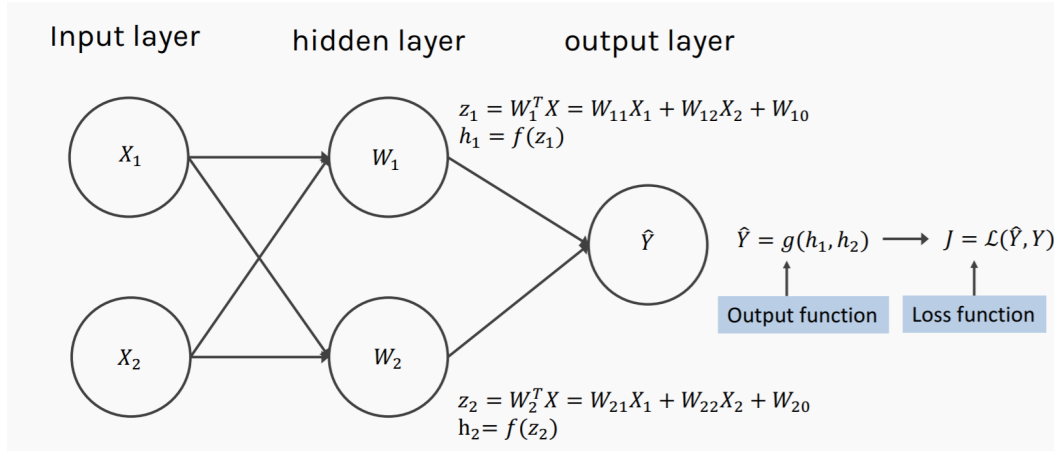 Input layer hidden layer output layer
z₁ = W₁ᵀX = W₁₁X₁ + W₁₂X₂ + W₁₀
h₁ = f(z₁)
X₁
W₁
Ŷ
Ŷ = g(h₁, h₂) → J = ℒ(Ŷ, Y)
Output function
Loss function
X₂
W₂
z₂ = W₂ᵀX = W₂₁X₁ + W₂₂X₂ + W₂₀
h₂= f(z₂)